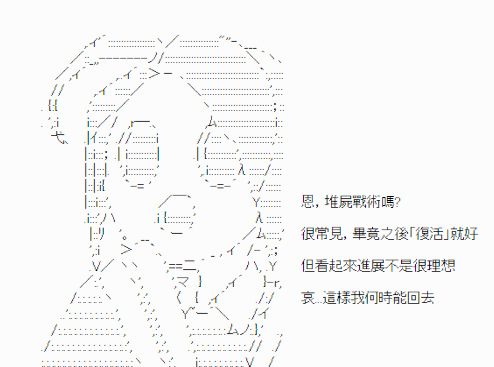 恩，堆屍戰術嗎?
很常見，畢竟之後「復活」就好
但看起來進展不是很理想
哀...這樣我何時能回去